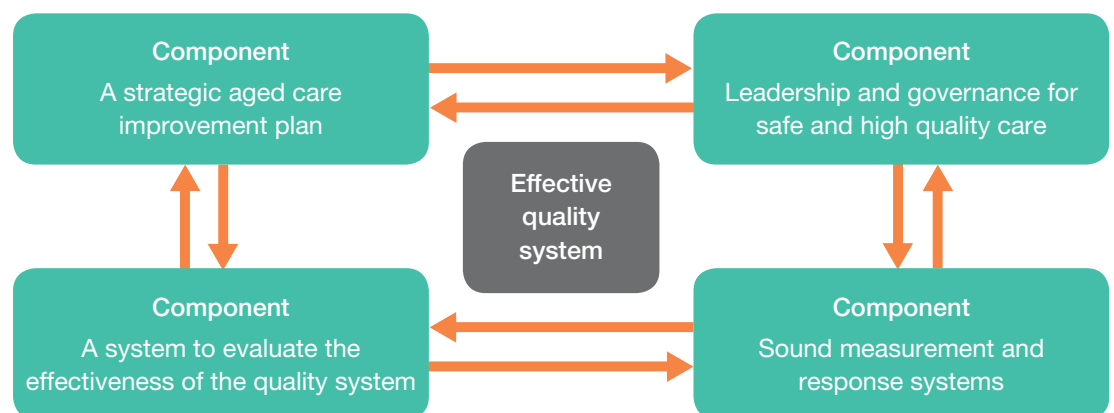 Component
A strategic aged care
improvement plan
Component
Leadership and governance for
safe and high quality care
Effective
quality
system
Component
A system to evaluate the
effectiveness of the quality system
Component
Sound measurement and
response systems